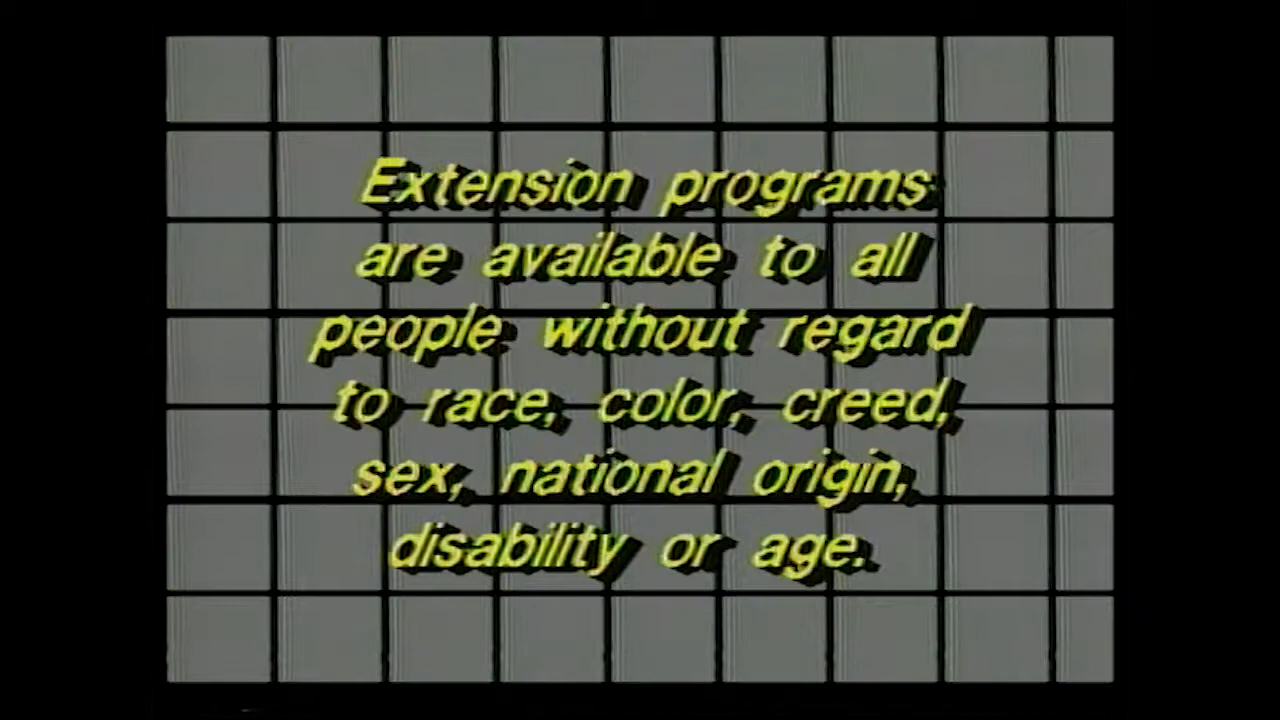 Extension programs
are available to all
people without regard
to race, color, creed,
sex, national origin,
disability or age.